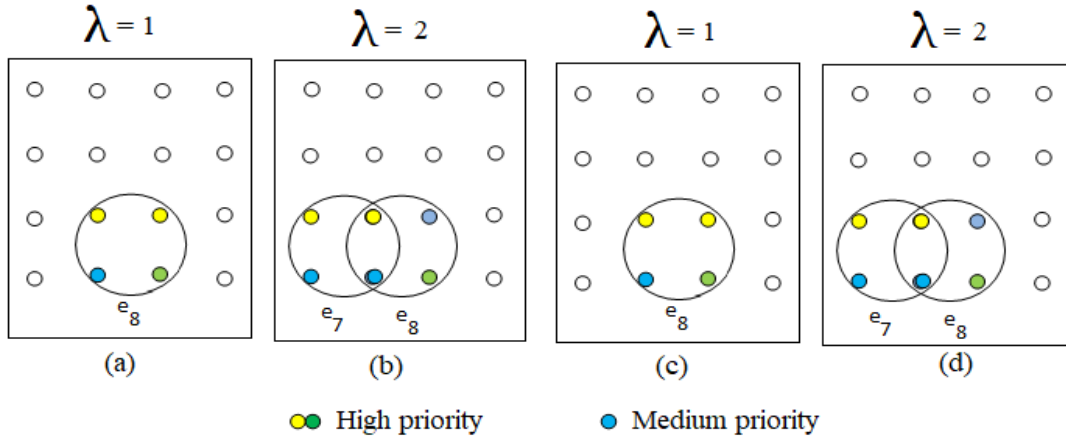 λ = 1
λ = 2
λ = 1
λ = 2
e8
e7 e8
e8
e7 e8
(a)
(b)
(c)
(d)
High priority
Medium priority